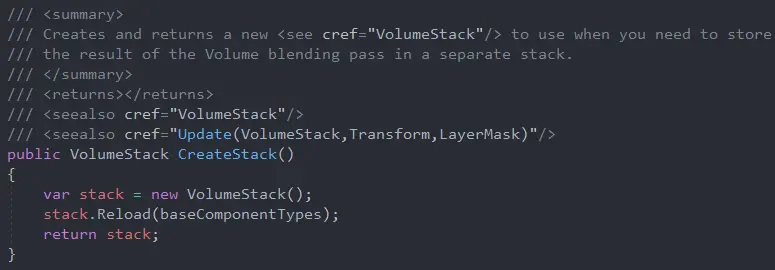 /// <summary>
/// Creates and returns a new <see cref="VolumeStack"/> to use when you need to store
/// the result of the Volume blending pass in a separate stack.
/// </summary>
/// <returns></returns>
/// <seealso cref="VolumeStack"/>
/// <seealso cref="Update(VolumeStack,Transform,LayerMask)"/>
public VolumeStack CreateStack()
{
    var stack = new VolumeStack();
    stack.Reload(baseComponentTypes);
    return stack;
}